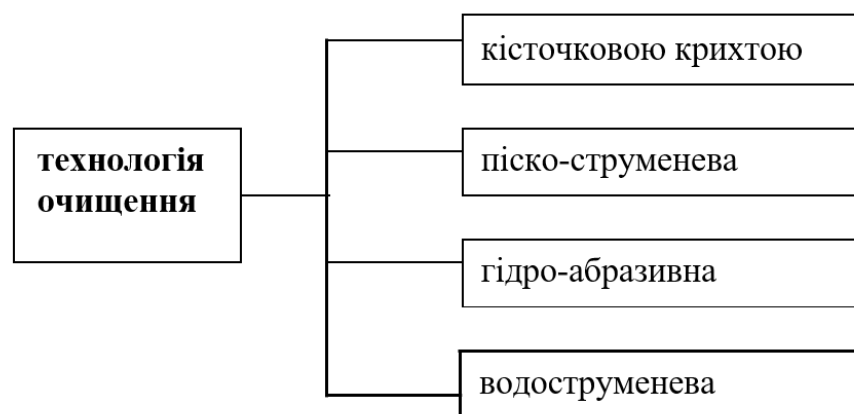 кісточковою крихтою
технологія
очищення
піско-струменева
гідро-абразивна
водоструменева